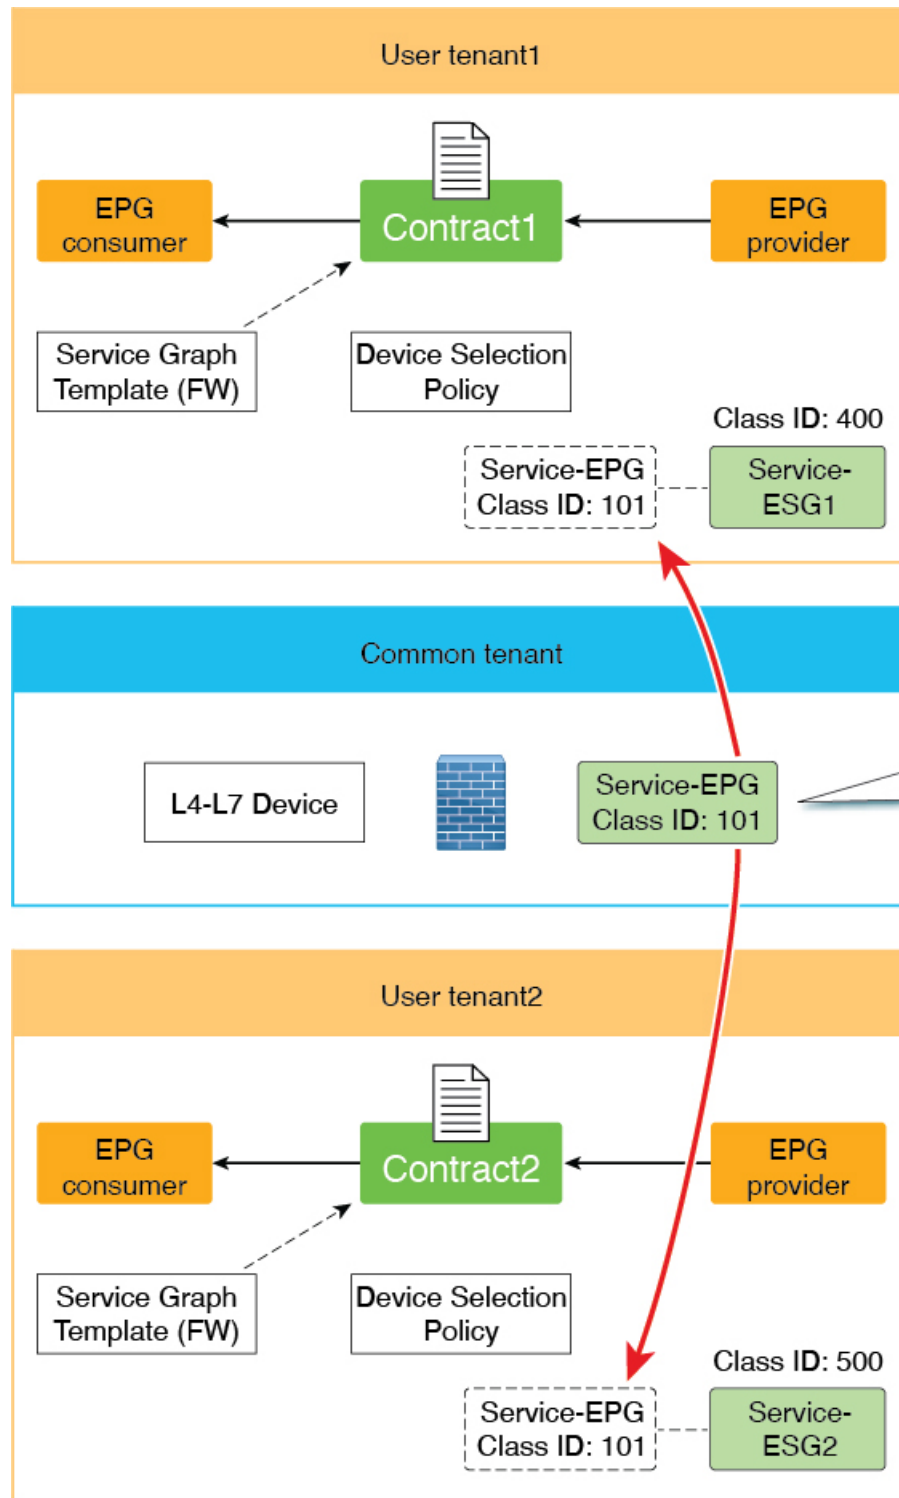 User tenant1
EPG
consumer
Contract1
EPG
provider
Service Graph
Template (FW)
Device Selection
Policy
Class ID: 400
Service-EPG
Class ID: 101
Service-
ESG1
Common tenant
L4-L7 Device
Service-EPG
Class ID: 101
User tenant2
EPG
consumer
Contract2
EPG
provider
Service Graph
Template (FW)
Device Selection
Policy
Class ID: 500
Service-EPG
Class ID: 101
Service-
ESG2